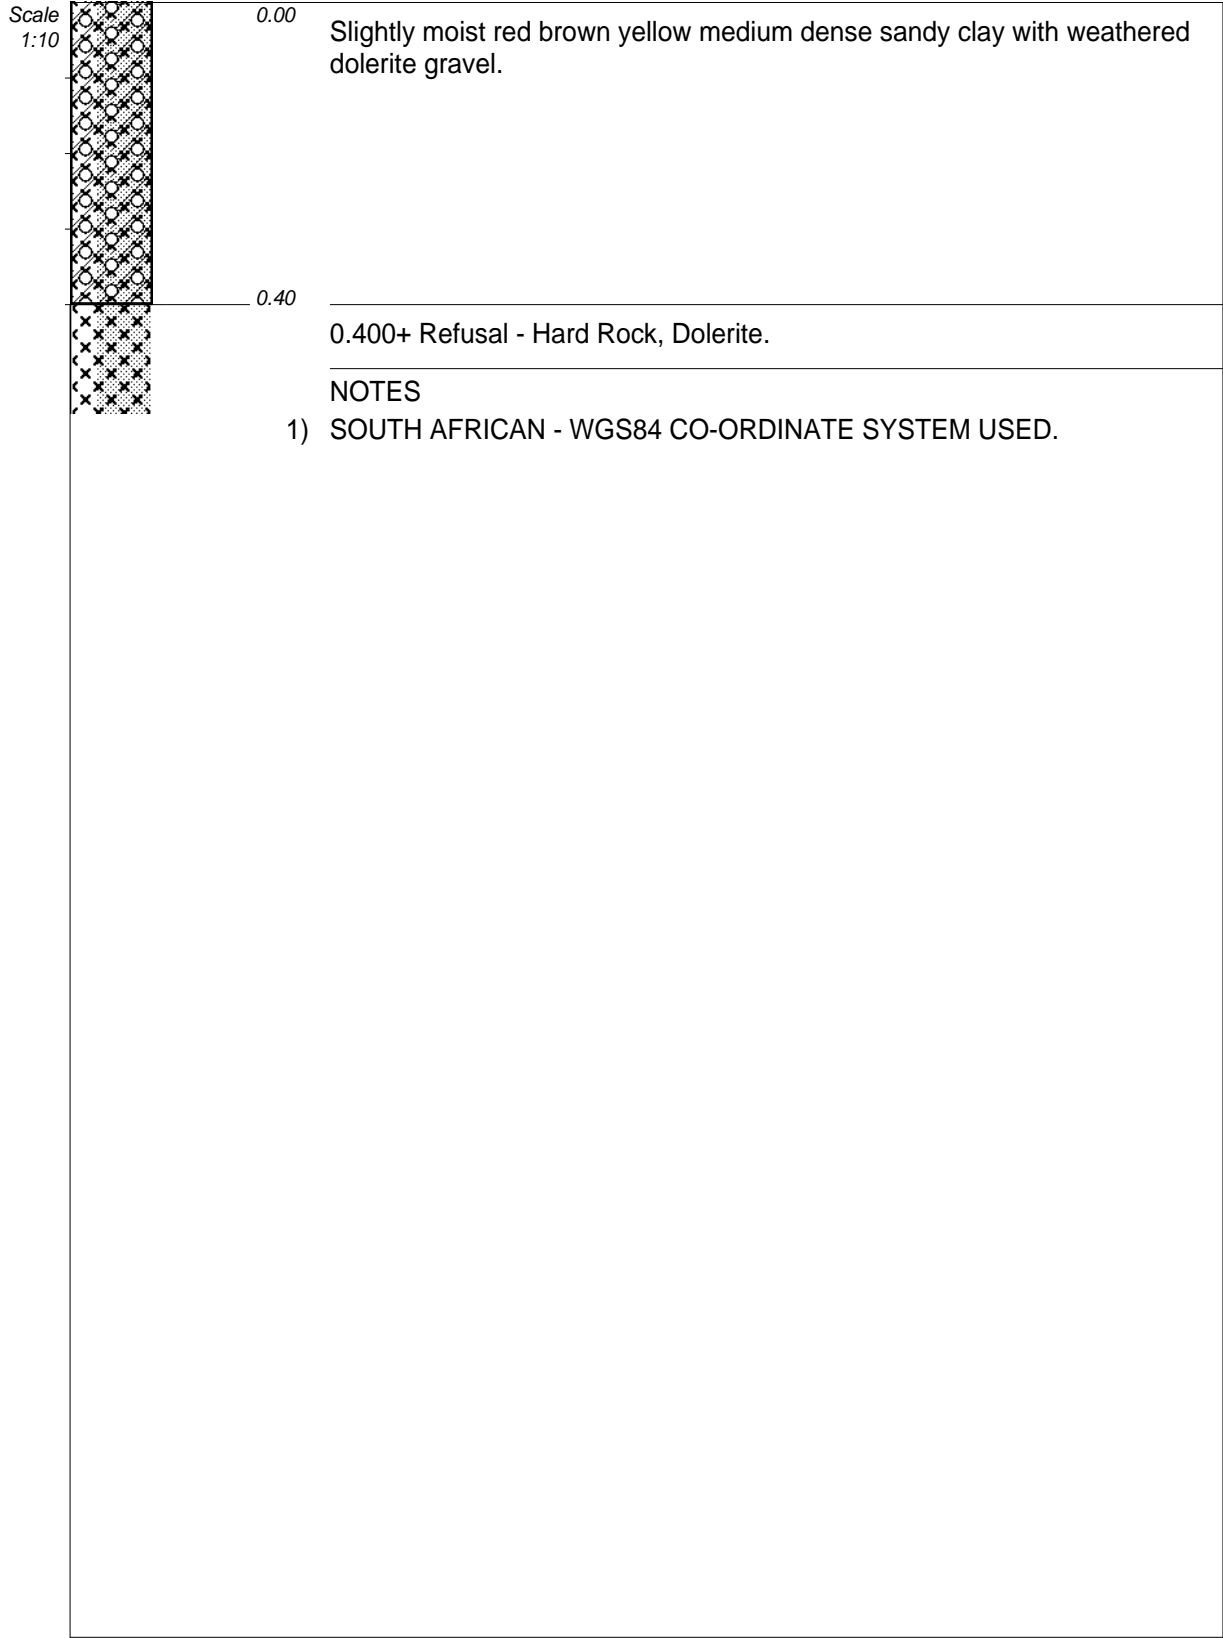 Scale
1:10
0.00
Slightly moist red brown yellow medium dense sandy clay with weathered
dolerite gravel.
0.40
0.400+ Refusal - Hard Rock, Dolerite.
NOTES
1) SOUTH AFRICAN - WGS84 CO-ORDINATE SYSTEM USED.